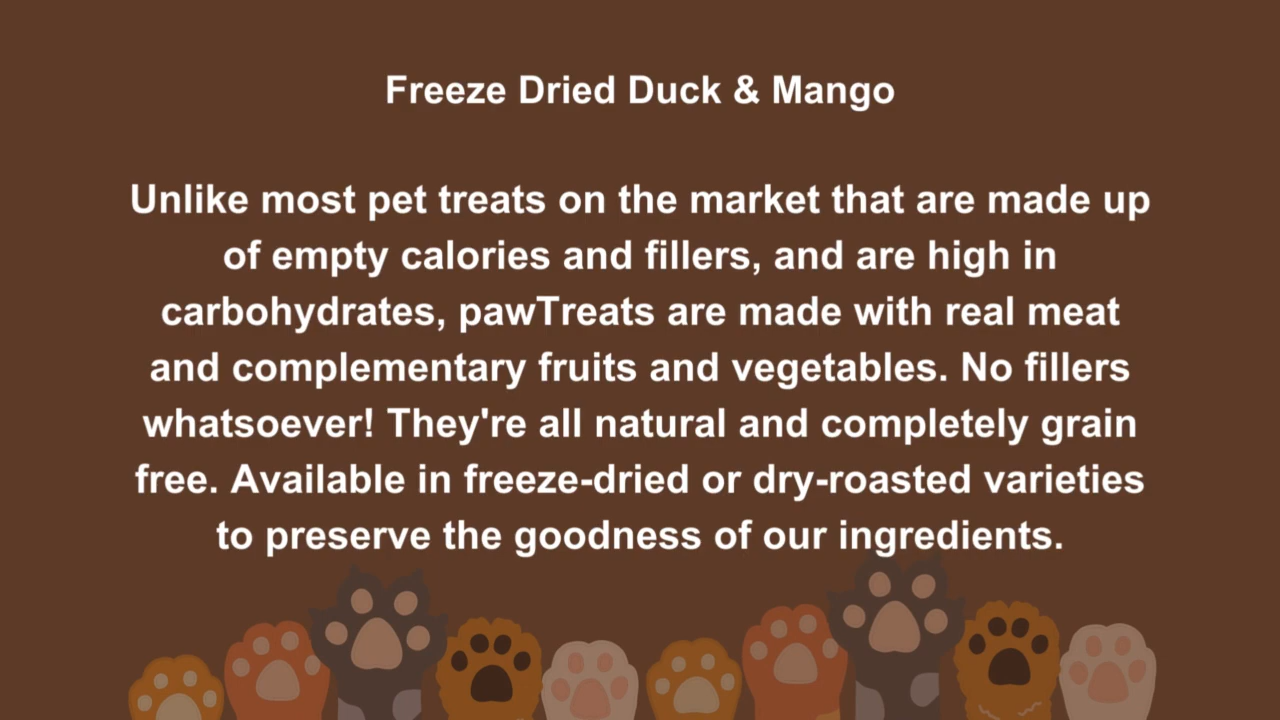 Freeze Dried Duck & Mango
Unlike most pet treats on the market that are made up
of empty calories and fillers, and are high in
carbohydrates, pawTreats are made with real meat
and complementary fruits and vegetables. No fillers
whatsoever! They're all natural and completely grain
free. Available in freeze-dried or dry-roasted varieties
to preserve the goodness of our ingredients.